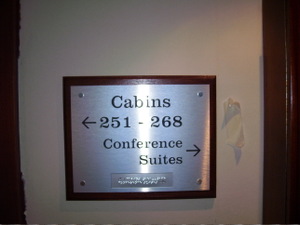 Cabins
←251 - 268
Conference
Suites→